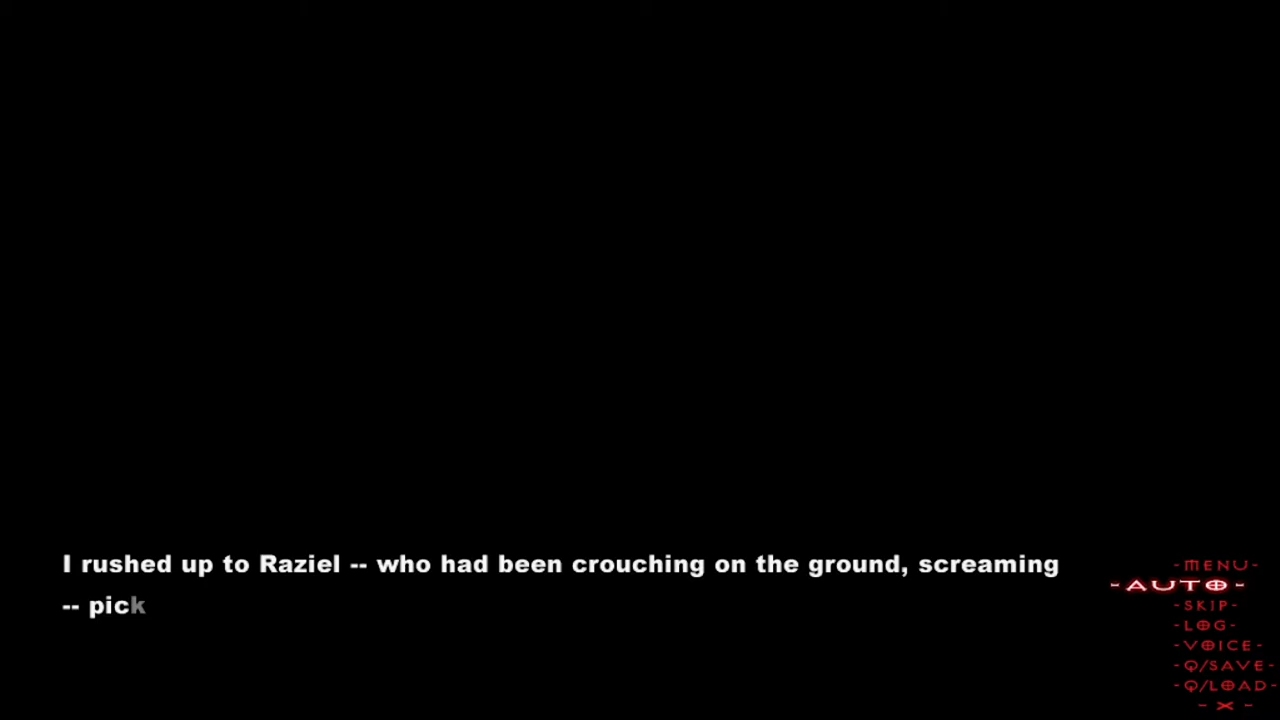 I rushed up to Raziel -- who had been crouching on the ground, screaming
-- pick
-MENU-
-AUTO-
-SKIP-
-LOG-
-VOICE-
-Q/SAVE-
-Q/LOAD-
-X-